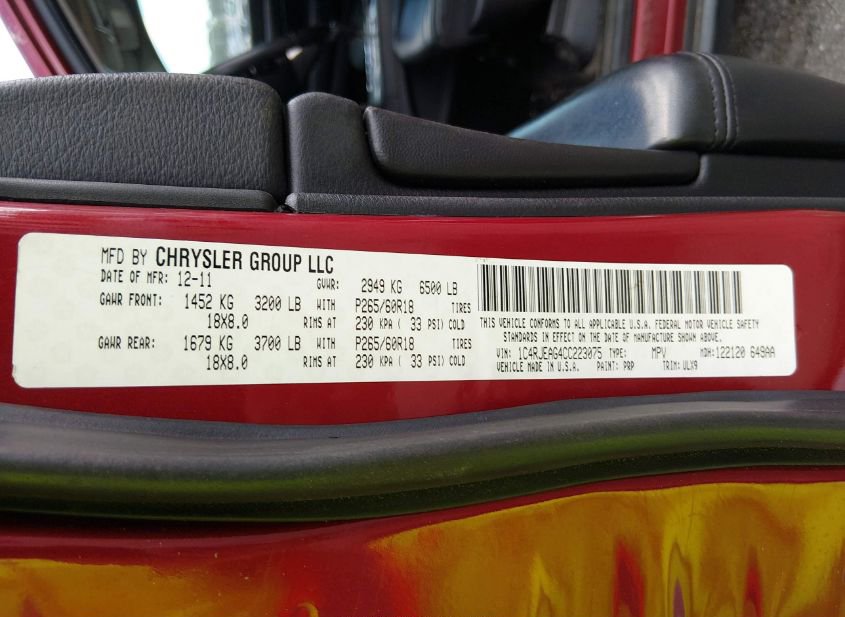 MFD BY CHRYSLER GROUP LLC
DATE OF MFR: 12-11 GVWR: 2949 KG 6500 LB
GAWR FRONT: 1452 KG 3200 LB WITH P265/60R18 TIRES
18X8.0 RIMS AT 230 KPA ( 33 PSI) COLD
GAWR REAR: 1679 KG 3700 LB WITH P265/60R18 TIRES
18X8.0 RIMS AT 230 KPA ( 33 PSI) COLD
THIS VEHICLE CONFORMS TO ALL APPLICABLE U.S.A. FEDERAL MOTOR VEHICLE SAFETY
STANDARDS IN EFFECT ON THE DATE OF MANUFACTURE SHOWN ABOVE.
VIN: 1C4RJEAG4CC223075 TYPE: MPV MDH: 122120 649AA
VEHICLE MADE IN U.S.A. PAINT: PRP TRIM: ULX9